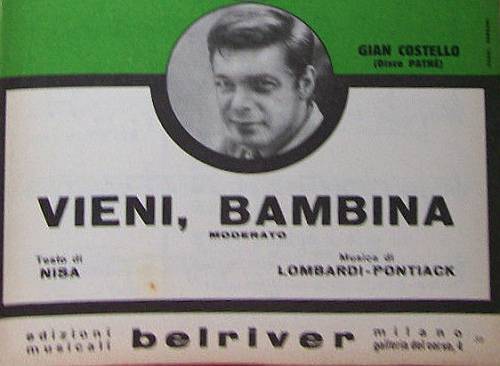 GIAN COSTELLO
(Disco PATHÉ)
VIENI, BAMBINA
MODERATO
Testo di
NISA
Musica di
LOMBARDI-PONTIACK
edizioni
musicali
belriver
milano
galleria del corso, 4